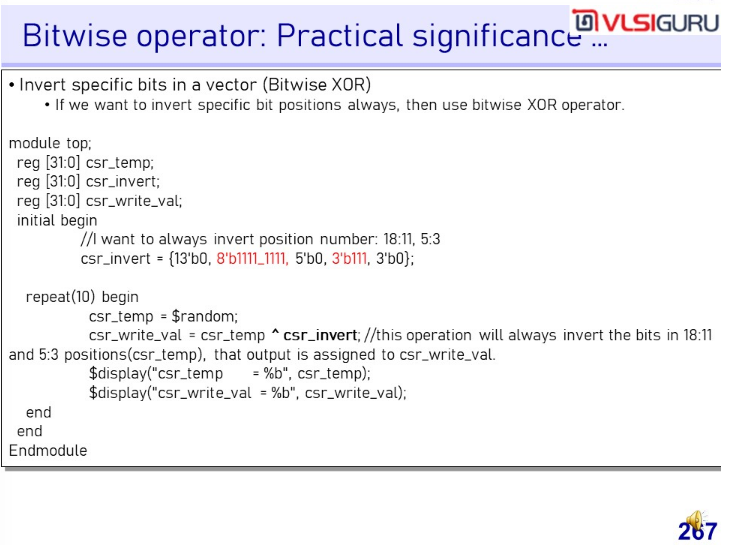 VLSIGURU
Bitwise operator: Practical significance ...
• Invert specific bits in a vector (Bitwise XOR)
• If we want to invert specific bit positions always, then use bitwise XOR operator.
module top;
reg [31:0] csr_temp;
reg [31:0] csr_invert;
reg [31:0] csr_write_val;
initial begin
//I want to always invert position number: 18:11, 5:3
csr_invert = {13'b0, 8'b1111_1111, 5'b0, 3'b111, 3'b0};
repeat(10) begin
csr_temp = $random;
csr_write_val = csr_temp ^ csr_invert; //this operation will always invert the bits in 18:11
and 5:3 positions(csr_temp), that output is assigned to csr_write_val.
$display("csr_temp = %b", csr_temp);
$display("csr_write_val = %b", csr_write_val);
end
end
Endmodule
267